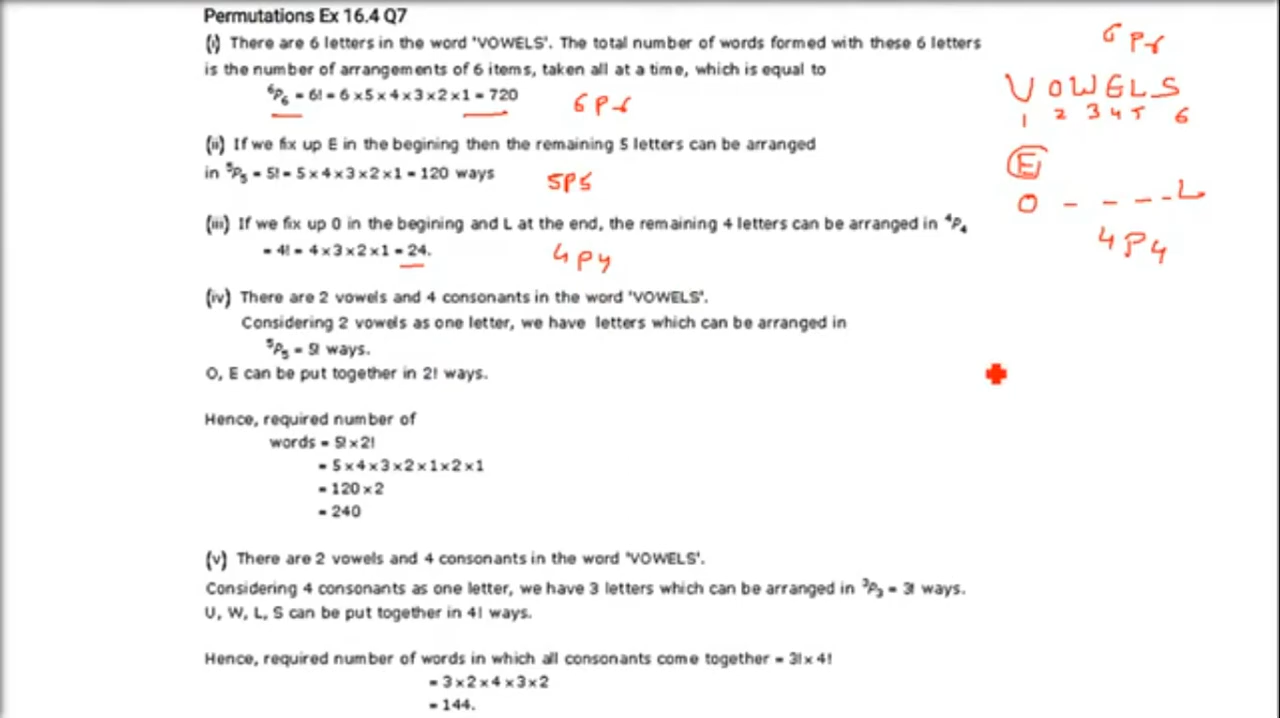 Permutations Ex 16.4 Q7
(i) There are 6 letters in the word 'VOWELS'. The total number of words formed with these 6 letters
is the number of arrangements of 6 items, taken all at a time, which is equal to
⁶P₆ = 6! = 6 × 5 × 4 × 3 × 2 × 1 = 720
6 P 6
(ii) If we fix up E in the begining then the remaining 5 letters can be arranged
in ⁵P₅ = 5! = 5 × 4 × 3 × 2 × 1 = 120 ways
5P5
(iii) If we fix up O in the begining and L at the end, the remaining 4 letters can be arranged in ⁴P₄
= 4! = 4 × 3 × 2 × 1 = 24.
4 P 4
(iv) There are 2 vowels and 4 consonants in the word 'VOWELS'.
Considering 2 vowels as one letter, we have letters which can be arranged in
⁵P₅ = 5! ways.
O, E can be put together in 2! ways.
Hence, required number of
words = 5! × 2!
= 5 × 4 × 3 × 2 × 1 × 2 × 1
= 120 × 2
= 240
(v) There are 2 vowels and 4 consonants in the word 'VOWELS'.
Considering 4 consonants as one letter, we have 3 letters which can be arranged in ³P₃ = 3! ways.
U, W, L, S can be put together in 4! ways.
Hence, required number of words in which all consonants come together = 3! × 4!
= 3 × 2 × 4 × 3 × 2
= 144.
6 P 6
V O W E L S
1 2 3 4 5 6
E
O - - - - L
4 P 4